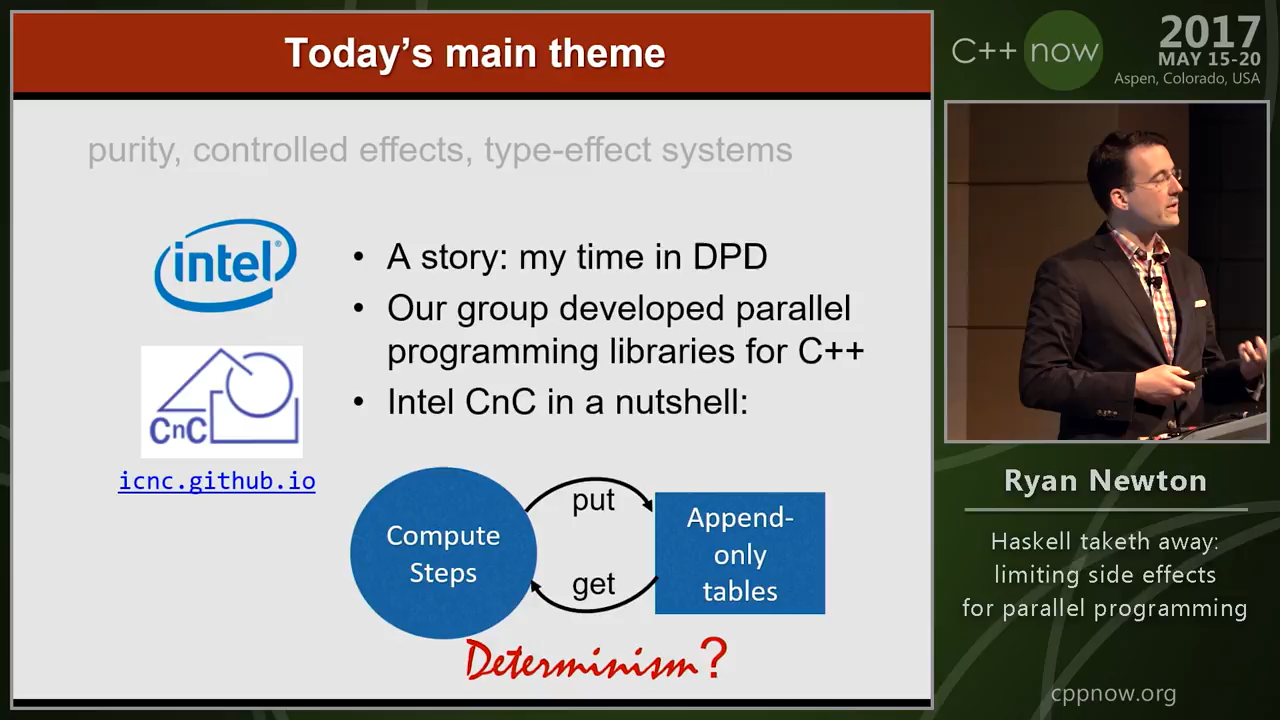 Today's main theme
purity, controlled effects, type-effect systems
intel®
• A story: my time in DPD
• Our group developed parallel
programming libraries for C++
• Intel CnC in a nutshell:
CnC
icnc.github.io
Compute
Steps
put
get
Append-
only
tables
Determinism?
C++ now
2017
MAY 15-20
Aspen, Colorado, USA
Ryan Newton
Haskell taketh away:
limiting side effects
for parallel programming
cppnow.org